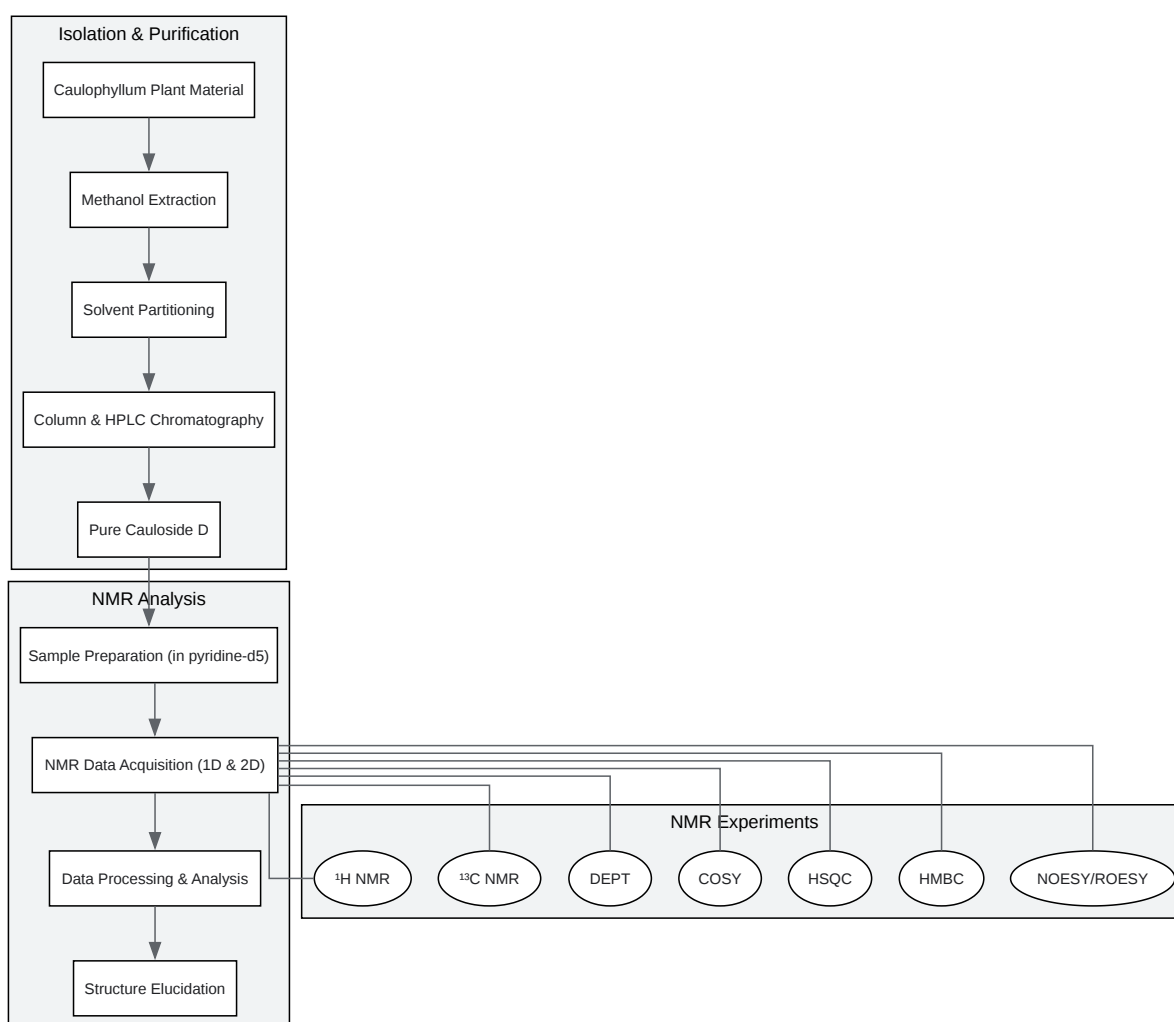 Isolation & Purification
Caulophyllum Plant Material
Methanol Extraction
Solvent Partitioning
Column & HPLC Chromatography
Pure Cauloside D
NMR Analysis
Sample Preparation (in pyridine-d5)
NMR Data Acquisition (1D & 2D)
NMR Experiments
¹H NMR
¹³C NMR
DEPT
COSY
HSQC
HMBC
NOESY/ROESY
Data Processing & Analysis
Structure Elucidation